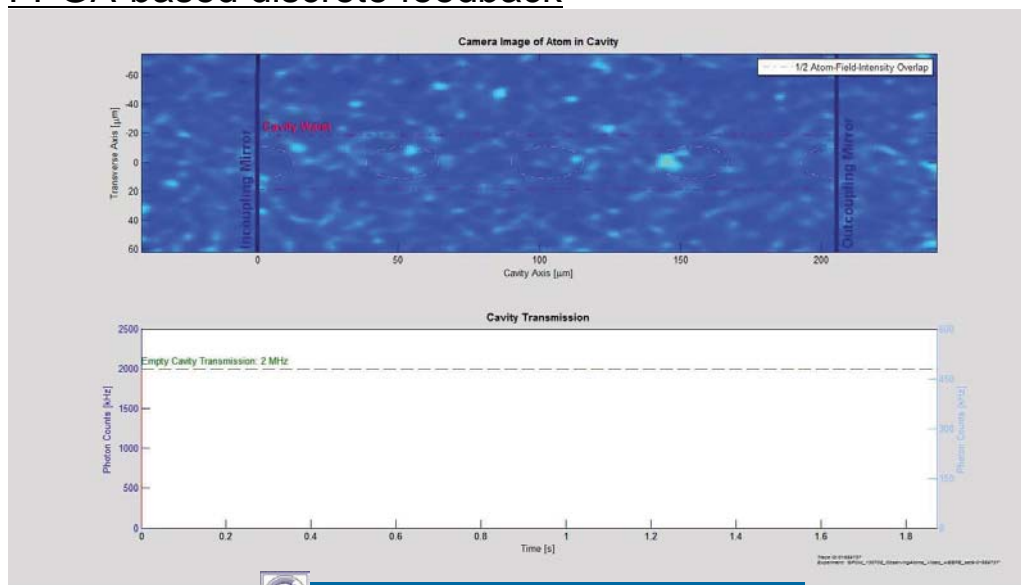 FPGA based discrete feedback
Camera Image of Atom in Cavity
1/2 Atom-Field-Intensity Overlap
Cavity Waist
Incoupling Mirror
Outcoupling Mirror
Transverse Axis [μm]
-60
-40
-20
0
20
40
60
0
50
100
150
200
Cavity Axis [μm]
Cavity Transmission
Empty Cavity Transmission: 2 MHz
Photon Counts [kHz]
2500
2000
1500
1000
500
0
600
450
300
150
0
Photon Counts [kHz]
0
0.2
0.4
0.6
0.8
1
1.2
1.4
1.6
1.8
Time [s]